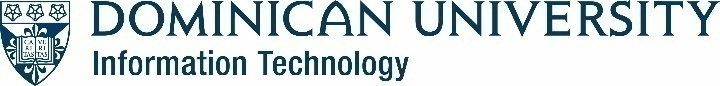 DOMINICAN UNIVERSITY
Information Technology